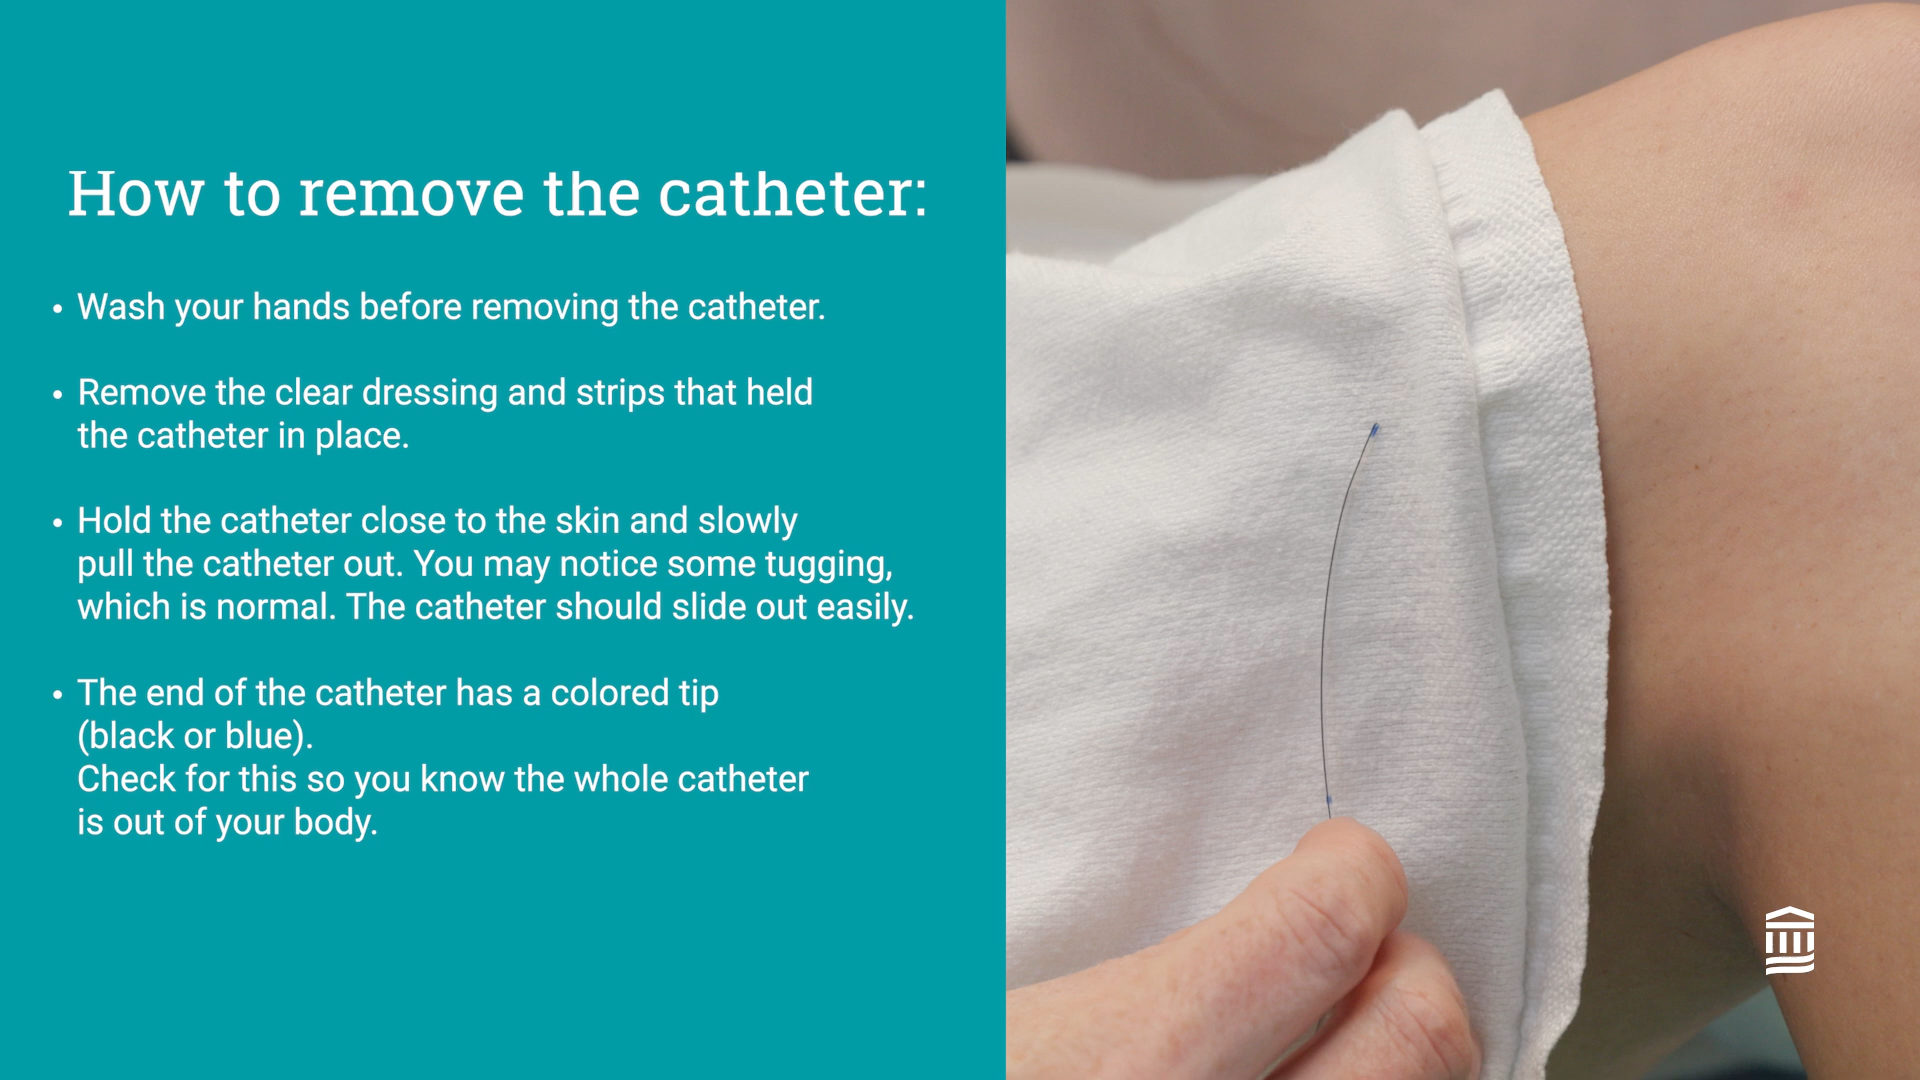 How to remove the catheter:
• Wash your hands before removing the catheter.
• Remove the clear dressing and strips that held
the catheter in place.
• Hold the catheter close to the skin and slowly
pull the catheter out. You may notice some tugging,
which is normal. The catheter should slide out easily.
• The end of the catheter has a colored tip
(black or blue).
Check for this so you know the whole catheter
is out of your body.